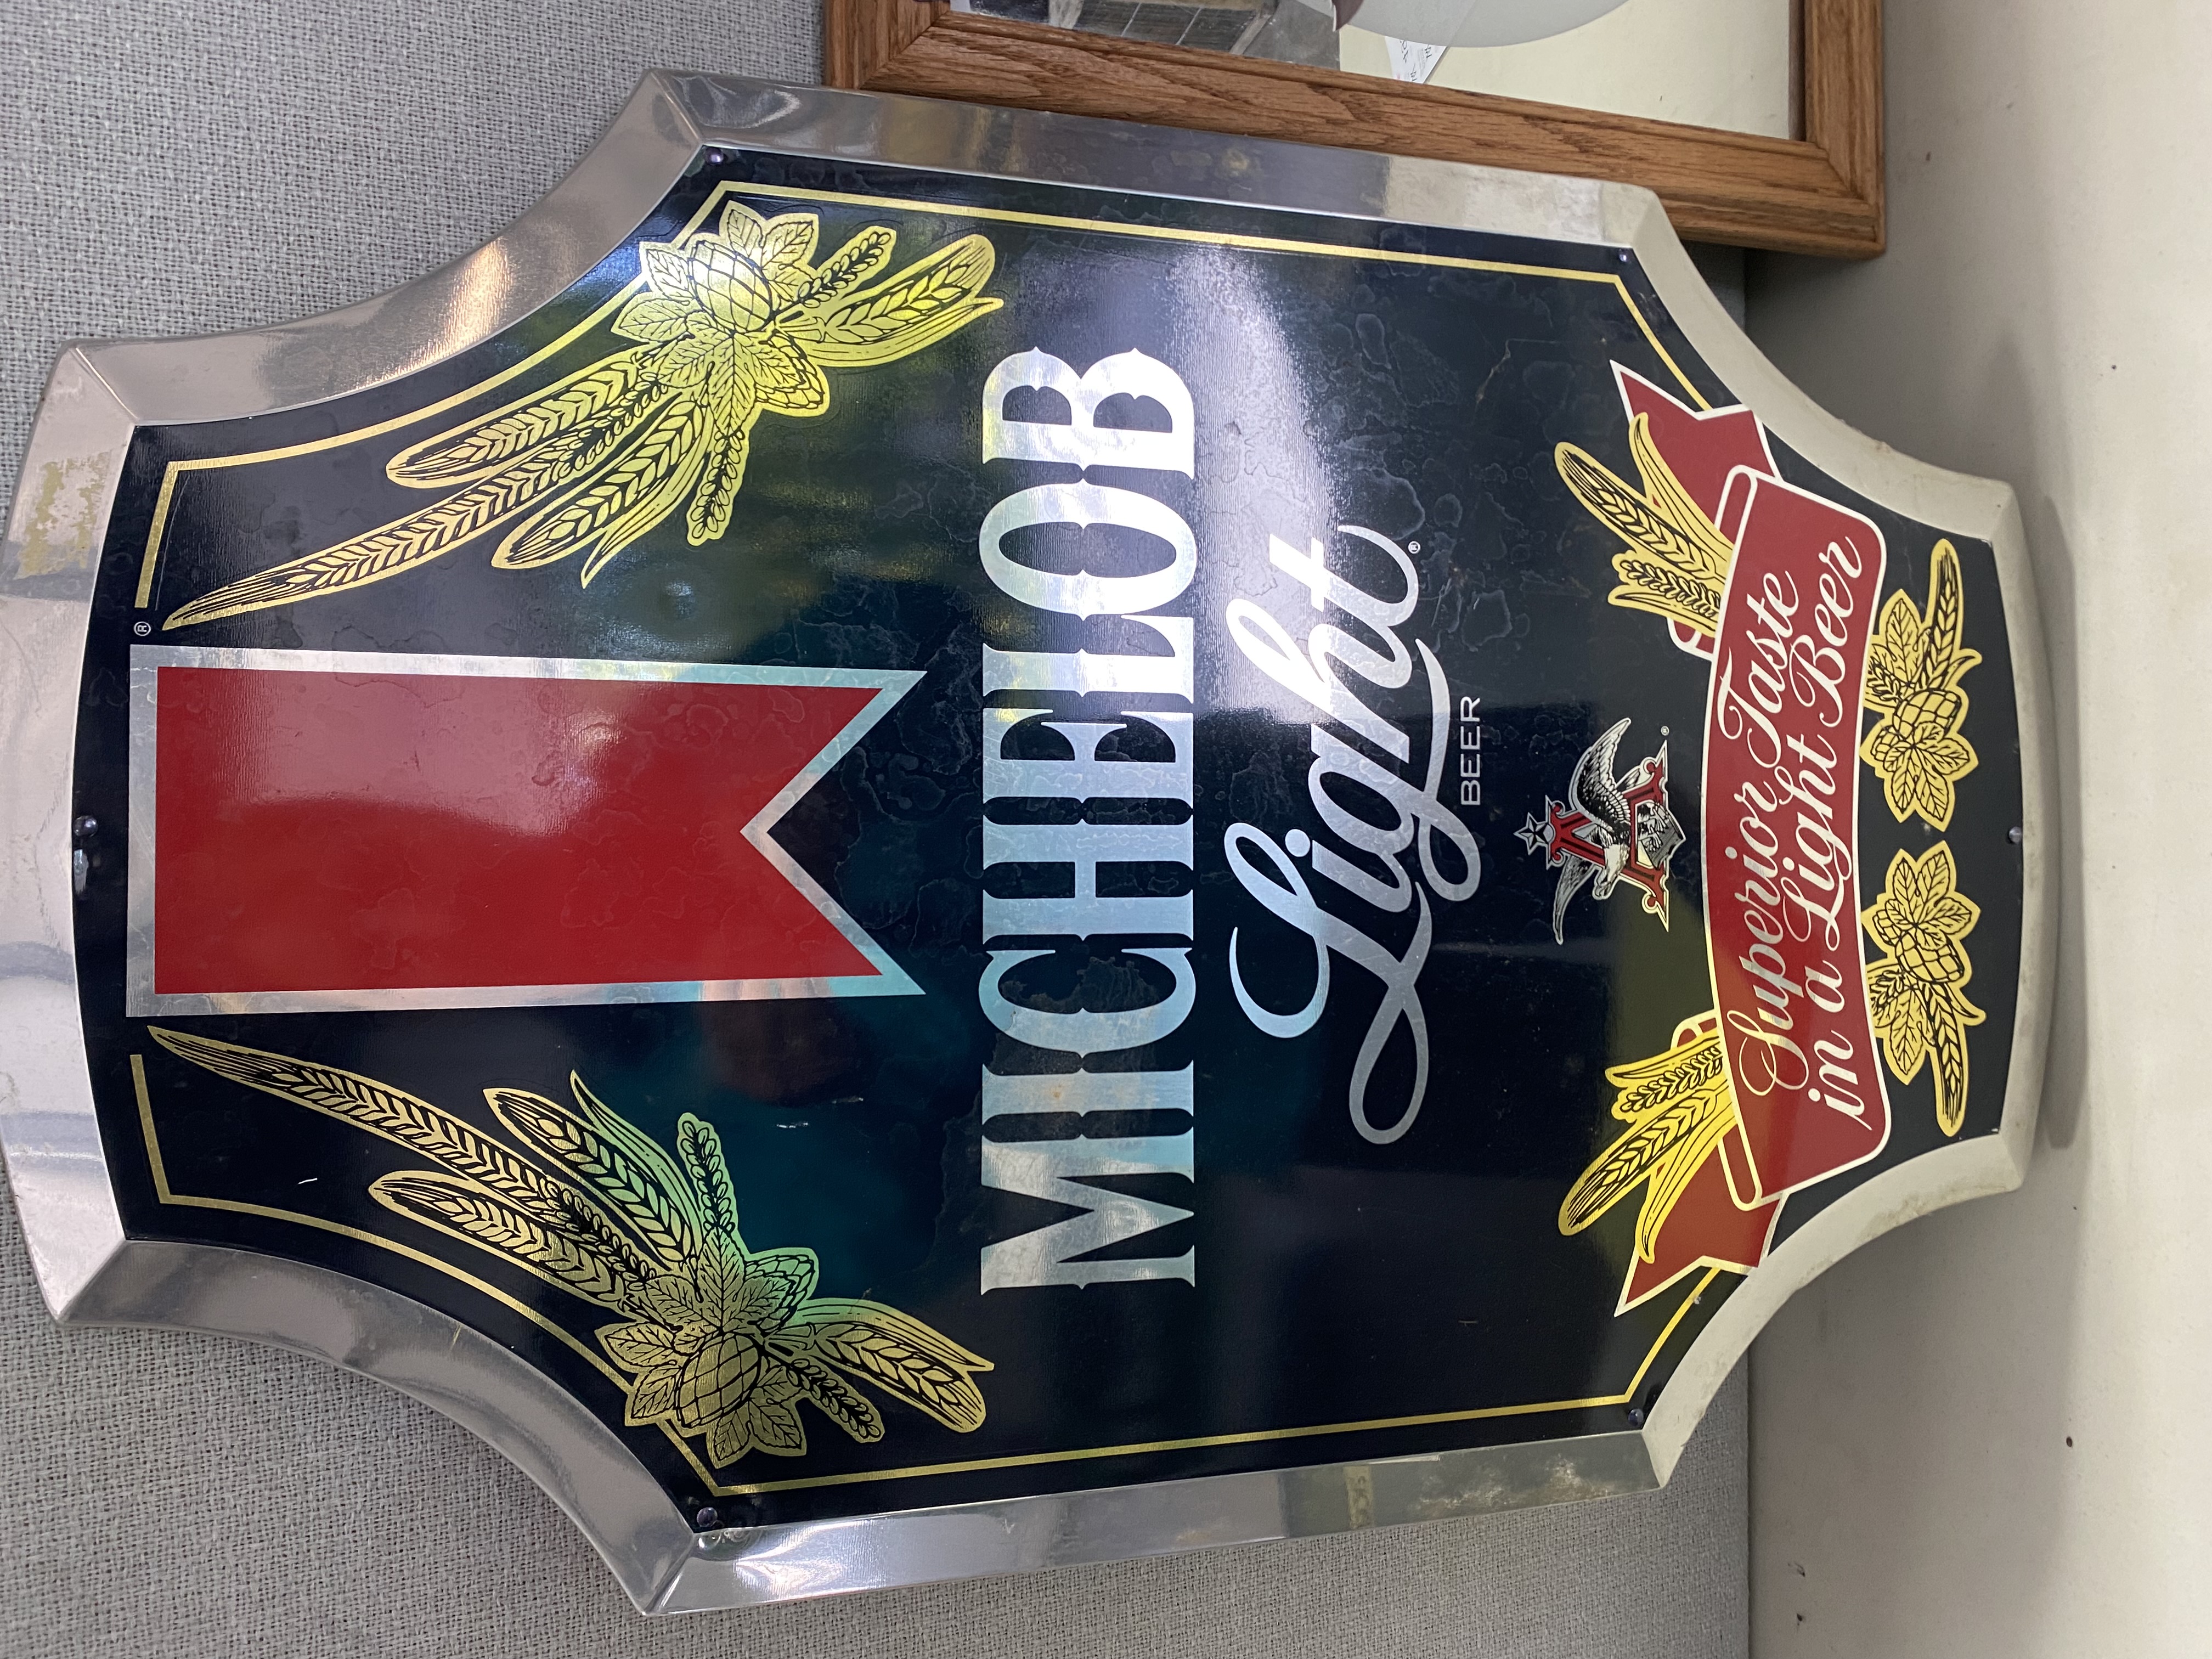 ®
MICHELOB
Light®
BEER
A
®
Superior Taste
in a Light Beer